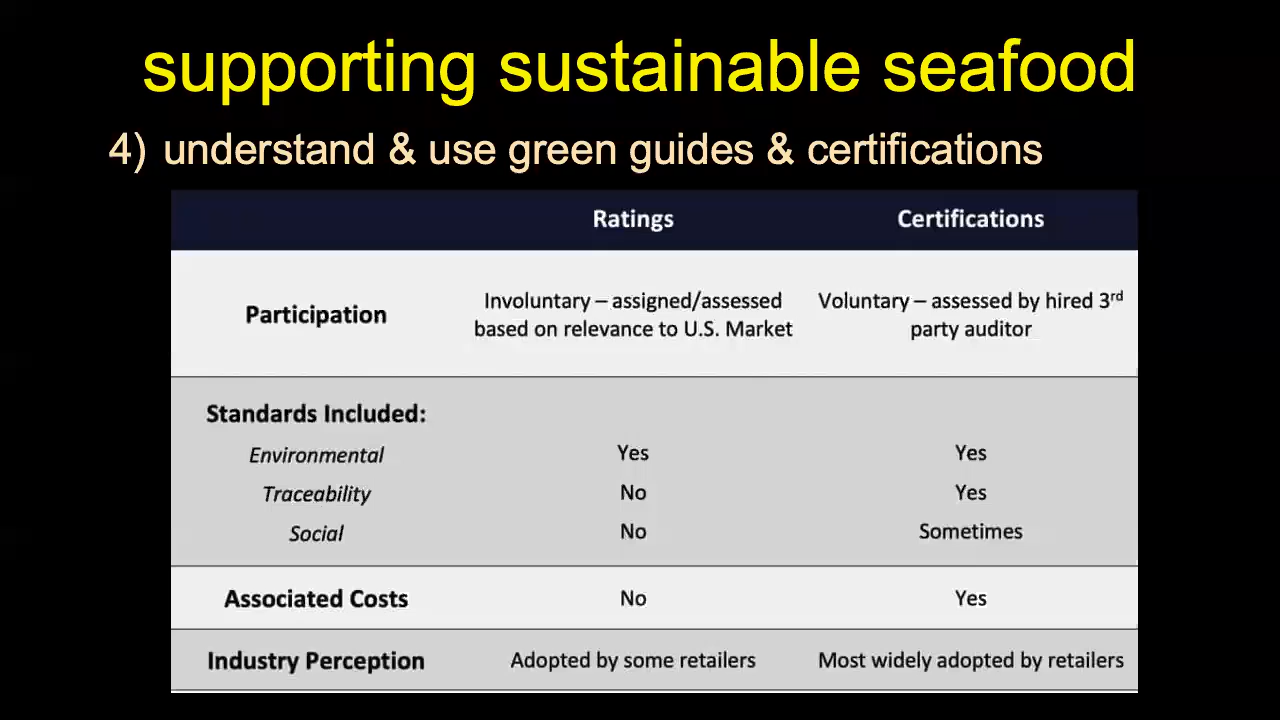 supporting sustainable seafood
4) understand & use green guides & certifications
Ratings Certifications
Participation
Involuntary – assigned/assessed
based on relevance to U.S. Market
Voluntary – assessed by hired 3rd
party auditor
Standards Included:
Environmental Yes Yes
Traceability No Yes
Social No Sometimes
Associated Costs No Yes
Industry Perception Adopted by some retailers Most widely adopted by retailers